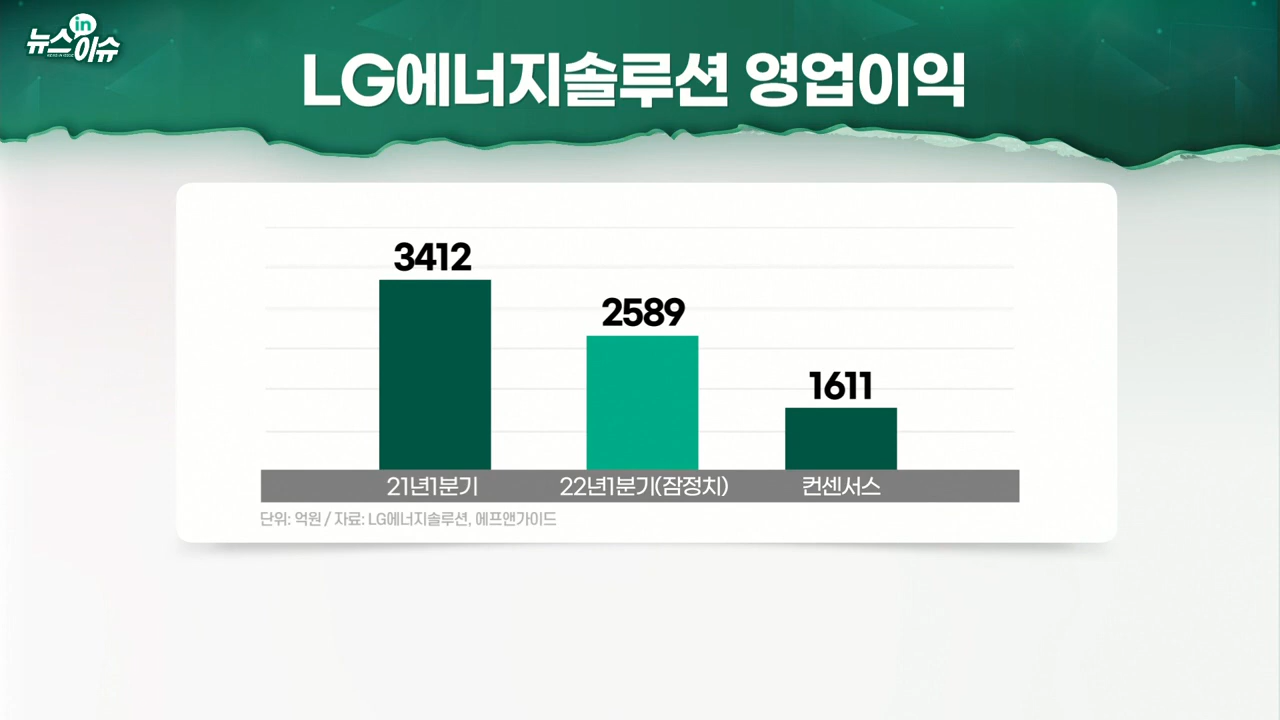 뉴스in이슈
LG에너지솔루션 영업이익
3412
2589
1611
21년1분기
22년1분기(잠정치)
컨센서스
단위: 억원 / 자료: LG에너지솔루션, 에프앤가이드